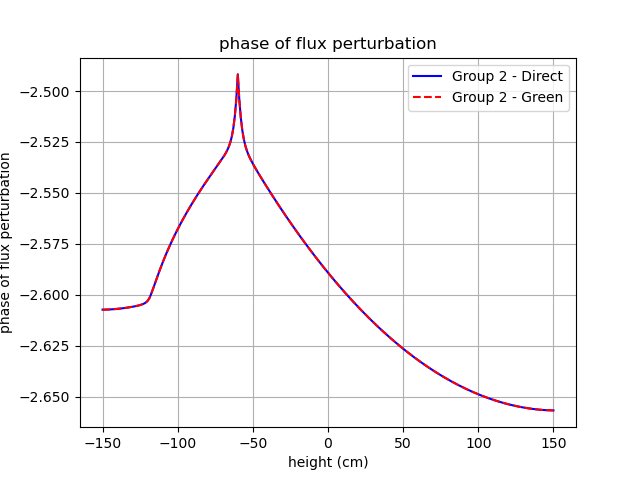 phase of flux perturbation
Group 2 - Direct
Group 2 - Green
phase of flux perturbation
−2.500
−2.525
−2.550
−2.575
−2.600
−2.625
−2.650
−150 −100 −50 0 50 100 150
height (cm)